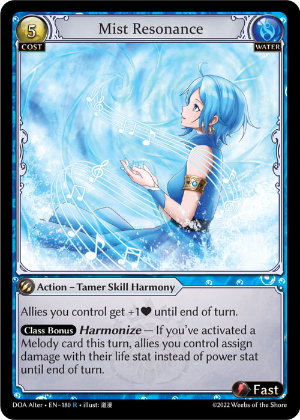 5
COST
Mist Resonance
WATER
Action – Tamer Skill Harmony
Allies you control get +1 until end of turn.
Class Bonus Harmonize — If you've activated a
Melody card this turn, allies you control assign
damage with their life stat instead of power stat
until end of turn.
Fast
DOA Alter • EN-180 R • illust: 
©2022 Weebs of the Shore